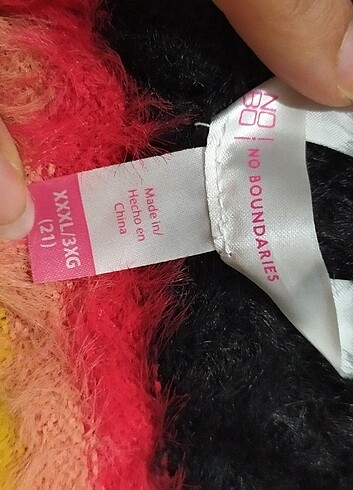 NO
BO
NO BOUNDARIES
Made in/
Hecho en
China
XXXL/3XG
(21)